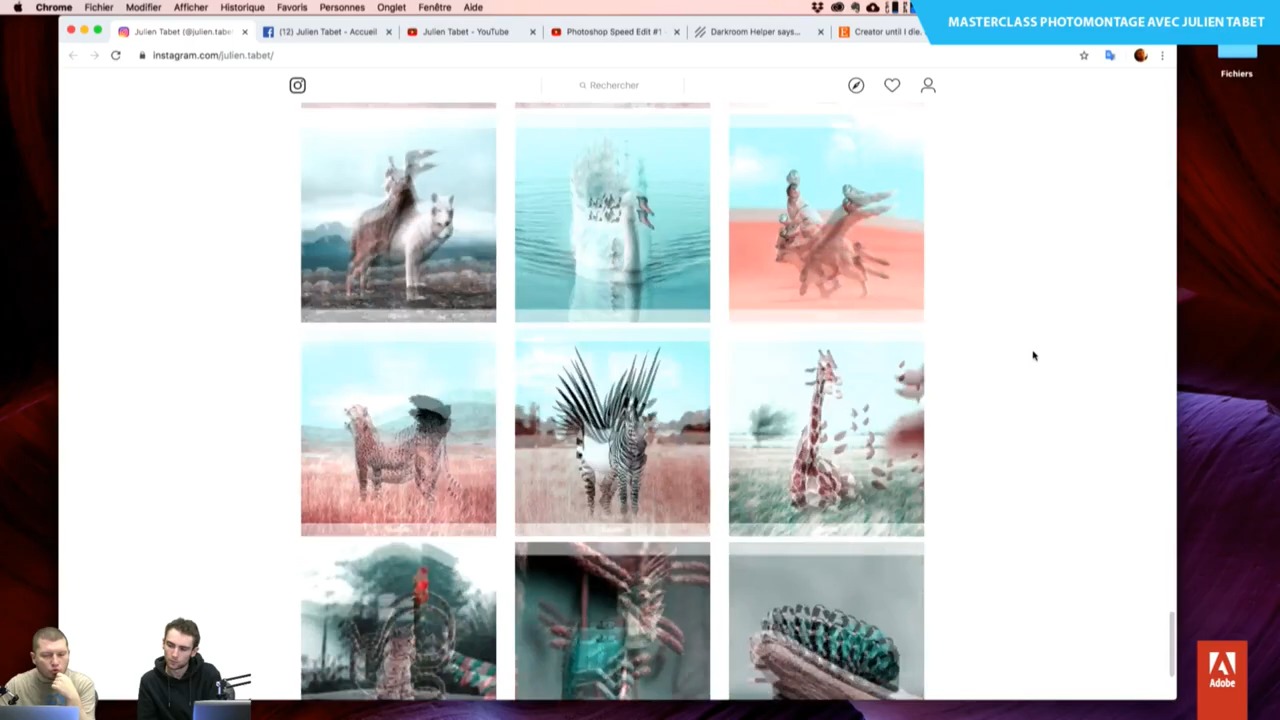 Chrome Fichier Modifier Afficher Historique Favoris Personnes Onglet Fenêtre Aide
MASTERCLASS PHOTOMONTAGE AVEC JULIEN TABET
Julien Tabet (@julien.tabet
(12) Julien Tabet - Accueil
Julien Tabet - YouTube
Photoshop Speed Edit #1 -
Darkroom Helper says...
Creator until I die.
instagram.com/julien.tabet/
Fichiers
Rechercher
Adobe